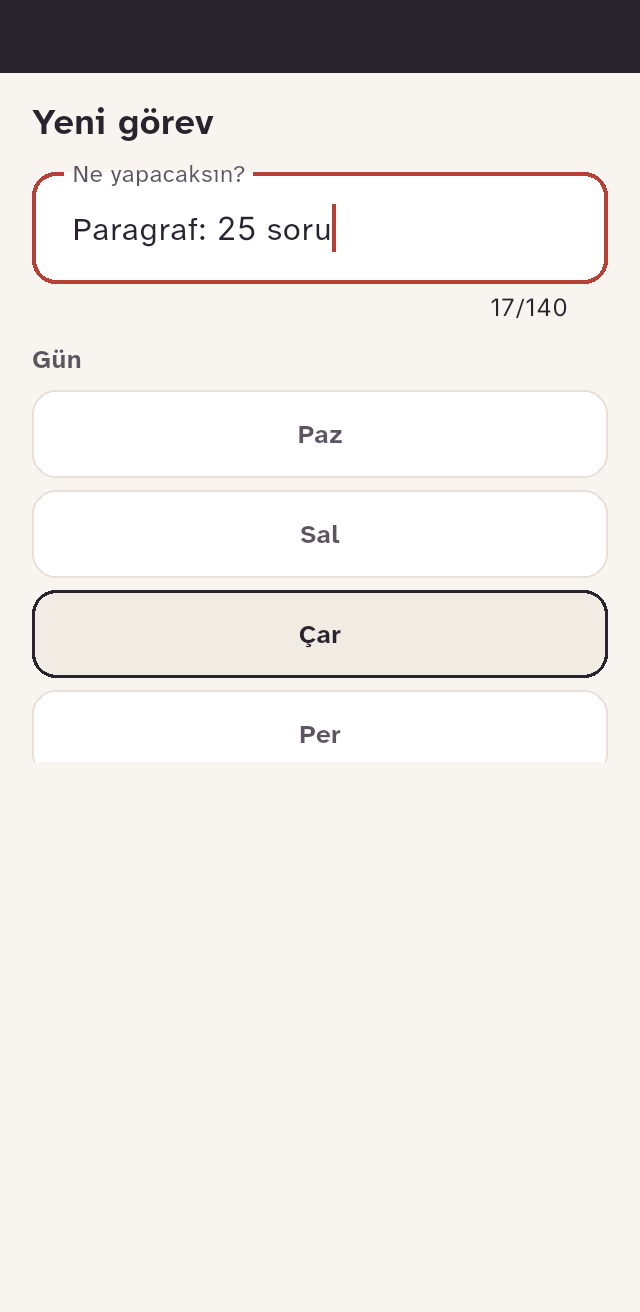 Yeni görev
Ne yapacaksın?
Paragraf: 25 soru
17/140
Gün
Paz
Sal
Çar
Per